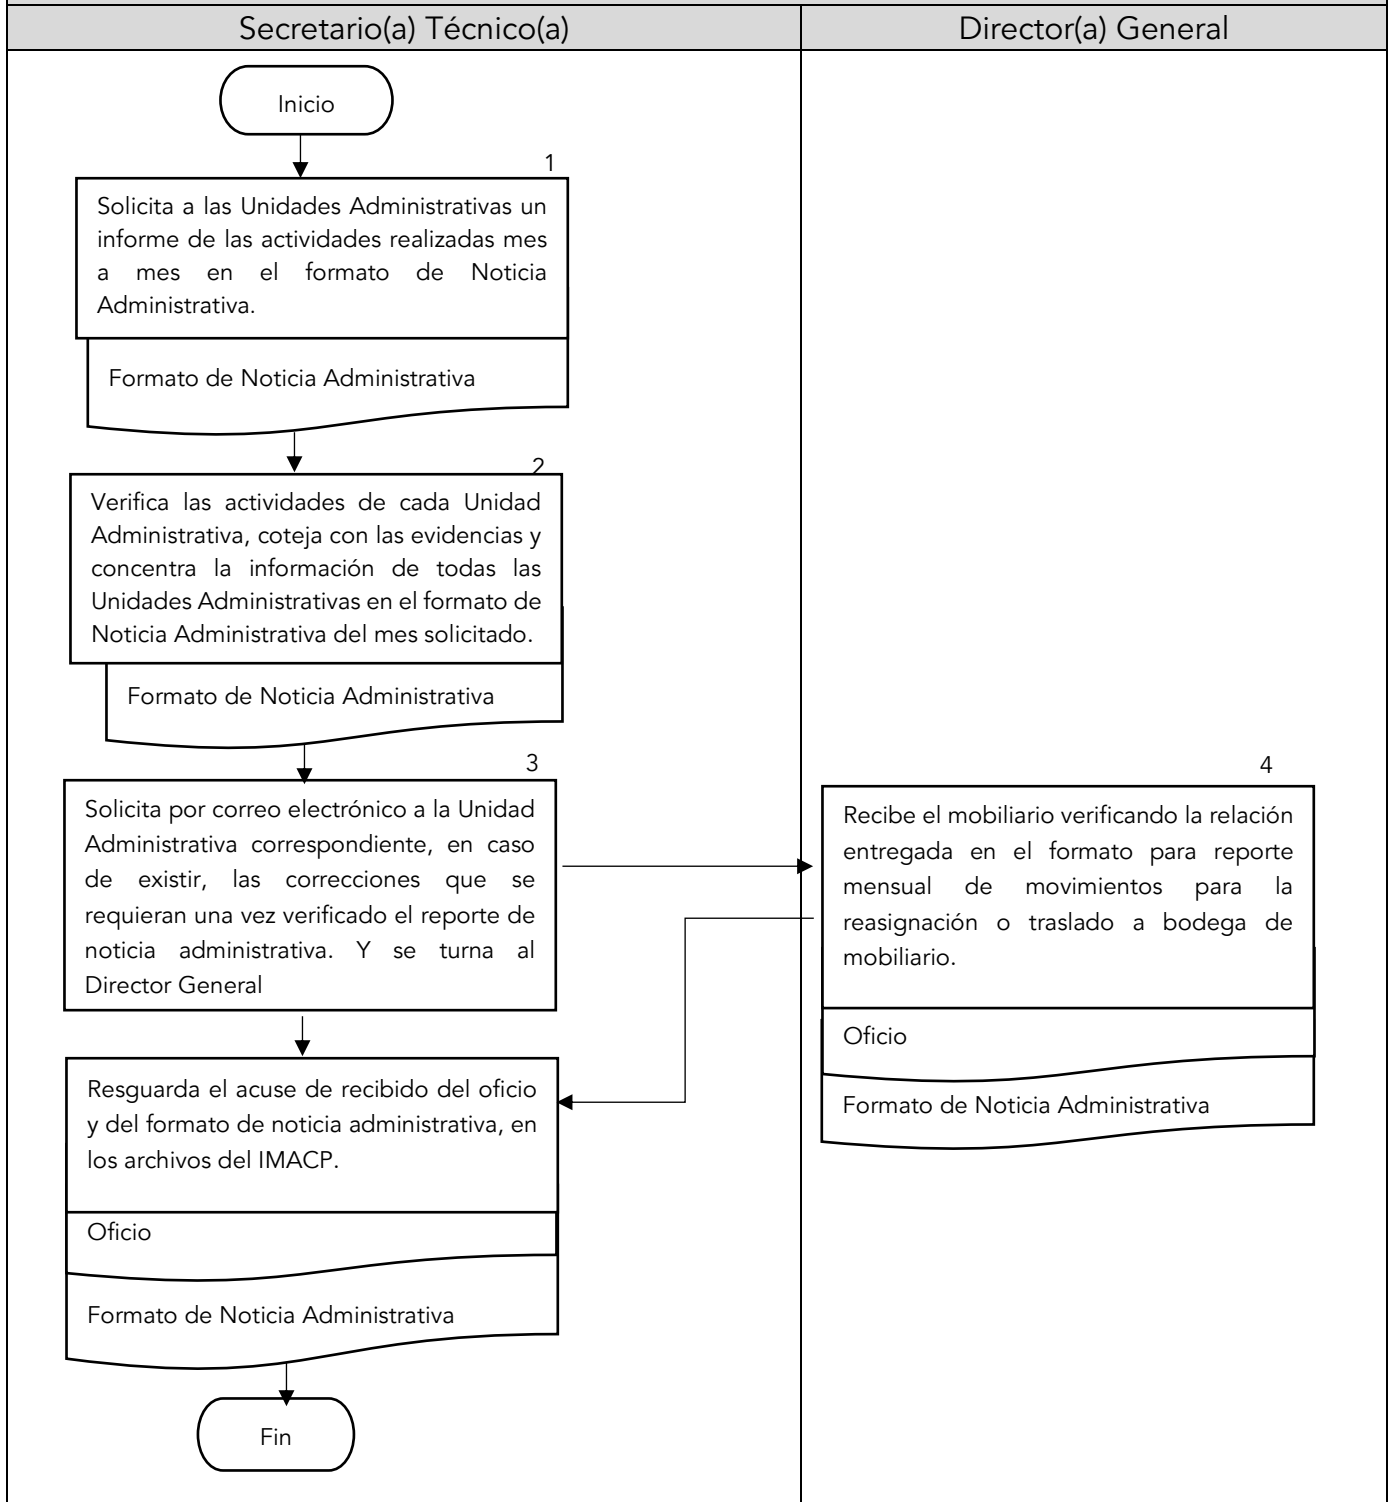 Secretario(a) Técnico(a)
Director(a) General
Inicio
1
Solicita a las Unidades Administrativas un
informe de las actividades realizadas mes
a mes en el formato de Noticia
Administrativa.
Formato de Noticia Administrativa
2
Verifica las actividades de cada Unidad
Administrativa, coteja con las evidencias y
concentra la información de todas las
Unidades Administrativas en el formato de
Noticia Administrativa del mes solicitado.
Formato de Noticia Administrativa
3
Solicita por correo electrónico a la Unidad
Administrativa correspondiente, en caso
de existir, las correcciones que se
requieran una vez verificado el reporte de
noticia administrativa. Y se turna al
Director General
4
Recibe el mobiliario verificando la relación
entregada en el formato para reporte
mensual de movimientos para la
reasignación o traslado a bodega de
mobiliario.
Oficio
Formato de Noticia Administrativa
Resguarda el acuse de recibido del oficio
y del formato de noticia administrativa, en
los archivos del IMACP.
Oficio
Formato de Noticia Administrativa
Fin